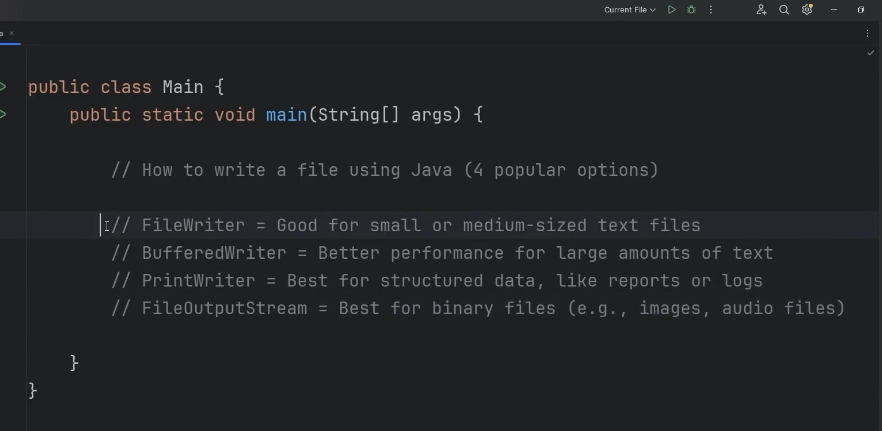 Current File
public class Main {
public static void main(String[] args) {
// How to write a file using Java (4 popular options)
// FileWriter = Good for small or medium-sized text files
// BufferedWriter = Better performance for large amounts of text
// PrintWriter = Best for structured data, like reports or logs
// FileOutputStream = Best for binary files (e.g., images, audio files)
}
}